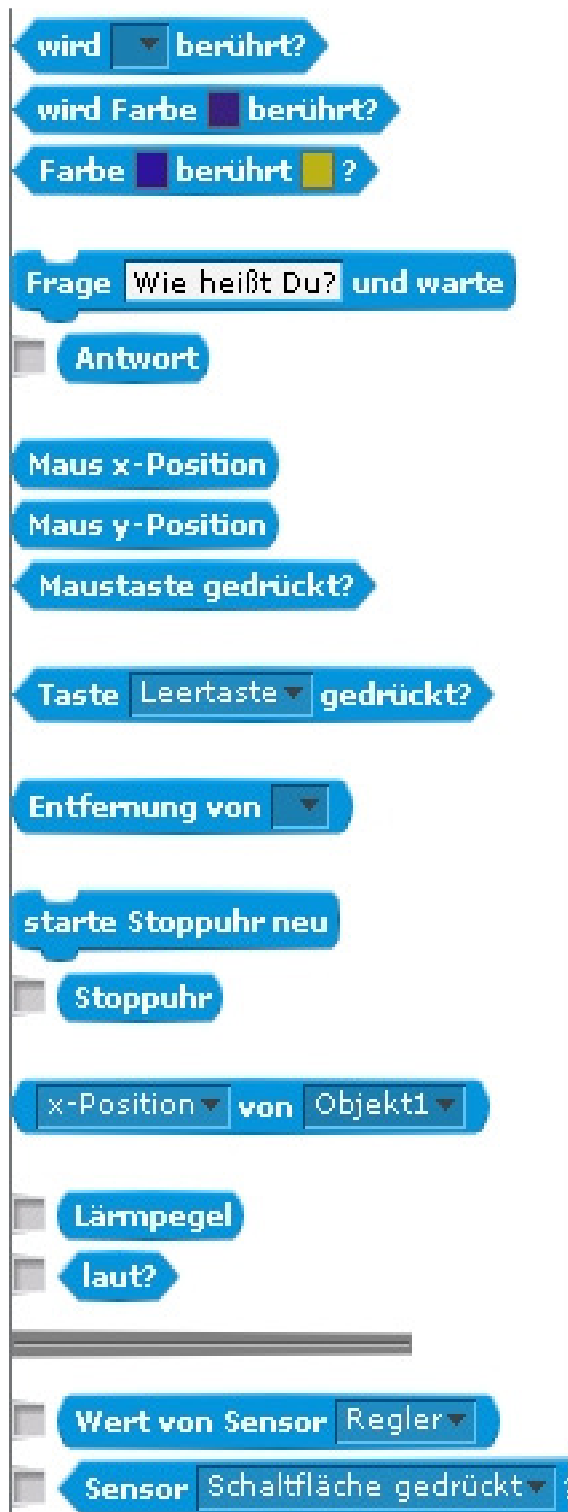 wird berührt?
wird Farbe berührt?
Farbe berührt ?
Frage Wie heißt Du? und warte
Antwort
Maus x-Position
Maus y-Position
Maustaste gedrückt?
Taste Leertaste gedrückt?
Entfernung von
starte Stoppuhr neu
Stoppuhr
x-Position von Objekt1
Lärmpegel
laut?
Wert von Sensor Regler
Sensor Schaltfläche gedrückt ?